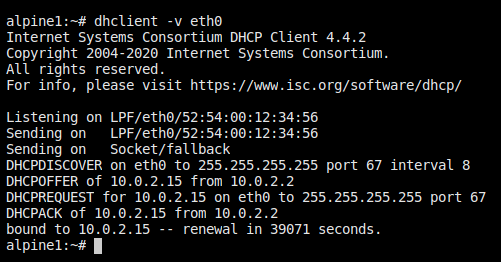 alpine1:~# dhclient -v eth0
Internet Systems Consortium DHCP Client 4.4.2
Copyright 2004-2020 Internet Systems Consortium.
All rights reserved.
For info, please visit https://www.isc.org/software/dhcp/
Listening on LPF/eth0/52:54:00:12:34:56
Sending on   LPF/eth0/52:54:00:12:34:56
Sending on   Socket/fallback
DHCPDISCOVER on eth0 to 255.255.255.255 port 67 interval 8
DHCPOFFER of 10.0.2.15 from 10.0.2.2
DHCPREQUEST for 10.0.2.15 on eth0 to 255.255.255.255 port 67
DHCPACK of 10.0.2.15 from 10.0.2.2
bound to 10.0.2.15 -- renewal in 39071 seconds.
alpine1:~#